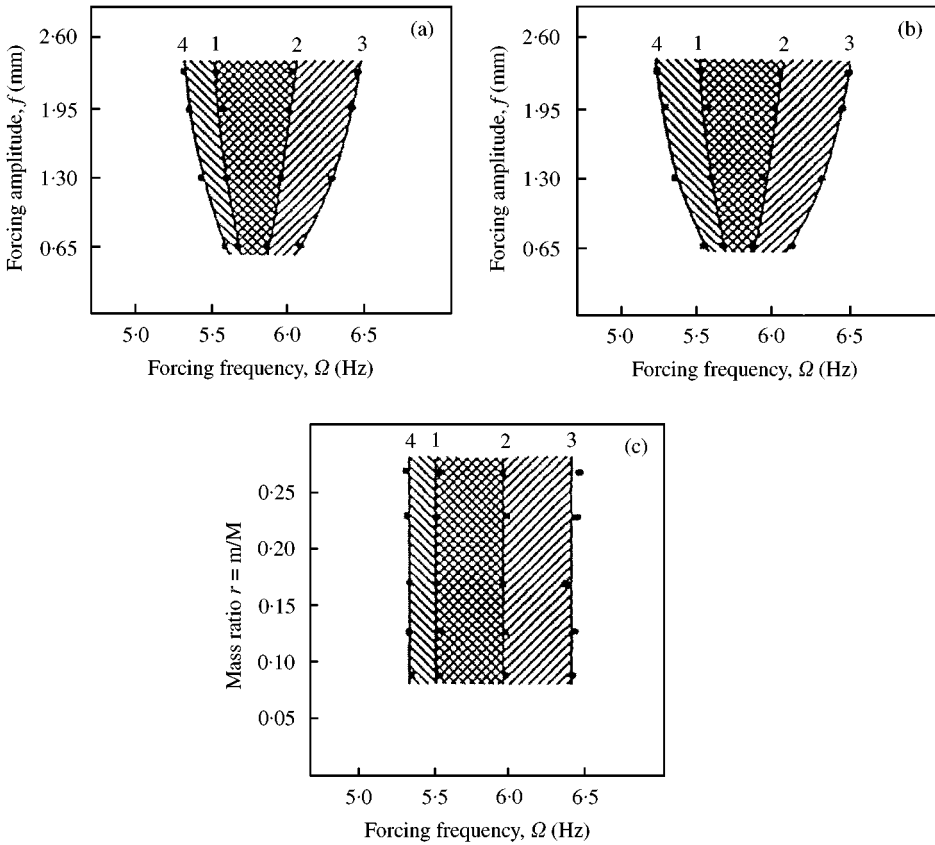 (a)
4 1 2 3
2·60
1·95
1·30
0·65
Forcing amplitude, f (mm)
5·0 5·5 6·0 6·5
Forcing frequency, Ω (Hz)
(b)
4 1 2 3
2·60
1·95
1·30
0·65
Forcing amplitude, f (mm)
5·0 5·5 6·0 6·5
Forcing frequency, Ω (Hz)
(c)
4 1 2 3
0·25
0·20
0·15
0·10
0·05
Mass ratio r = m/M
5·0 5·5 6·0 6·5
Forcing frequency, Ω (Hz)